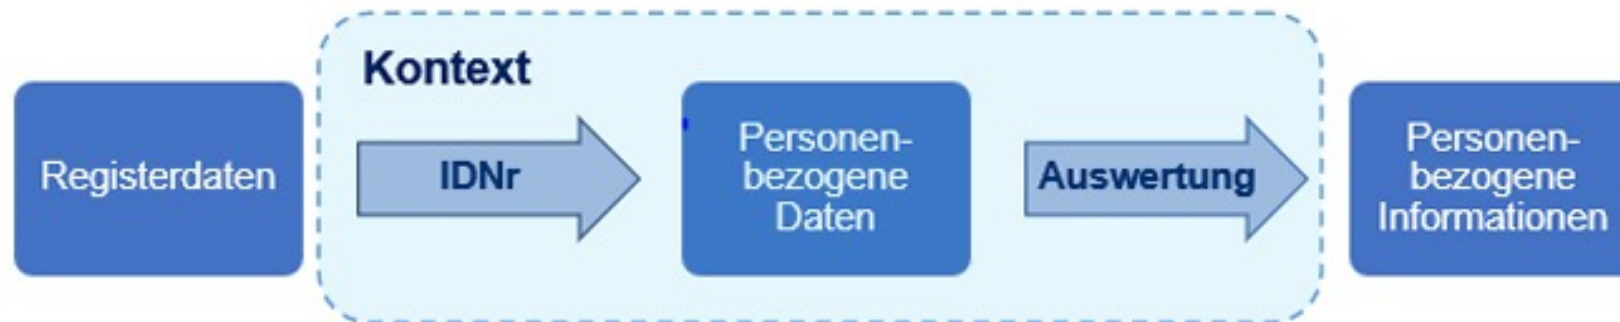 Kontext
Registerdaten
IDNr
Personen-
bezogene
Daten
Auswertung
Personen-
bezogene
Informationen